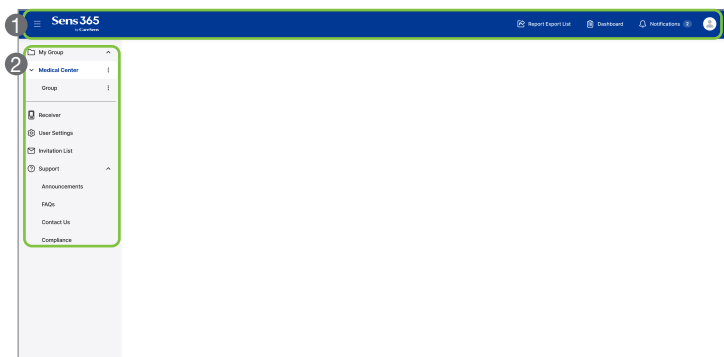 1
Sens365
by CareSens
Report Export List
Dashboard
Notifications 2
2
My Group
Medical Center
Group
Receiver
User Settings
Invitation List
Support
Announcements
FAQs
Contact Us
Compliance